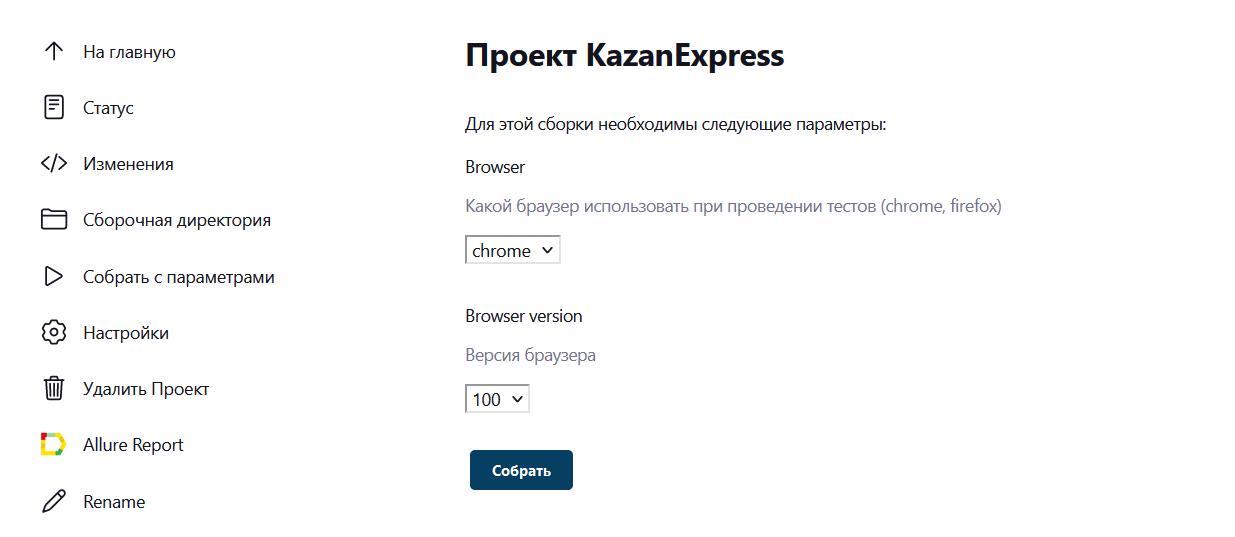 На главную
Статус
Изменения
Сборочная директория
Собрать с параметрами
Настройки
Удалить Проект
Allure Report
Rename
Проект KazanExpress
Для этой сборки необходимы следующие параметры:
Browser
Какой браузер использовать при проведении тестов (chrome, firefox)
chrome
Browser version
Версия браузера
100
Собрать